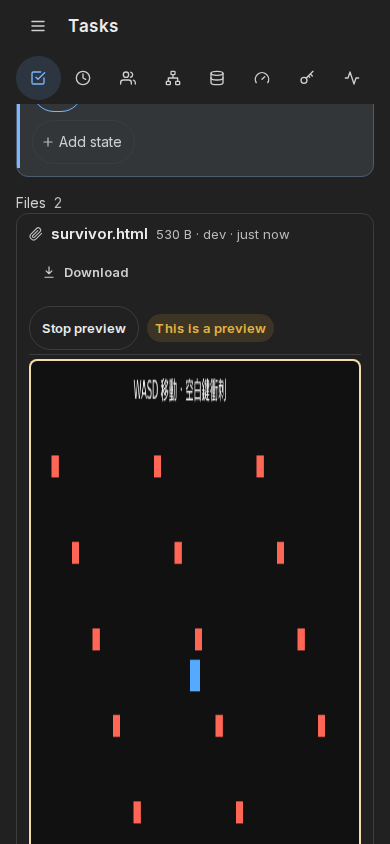 Tasks
+ Add state
Files 2
survivor.html 530 B · dev · just now
Download
Stop preview
This is a preview
WASD 移動 · 空白鍵衝刺